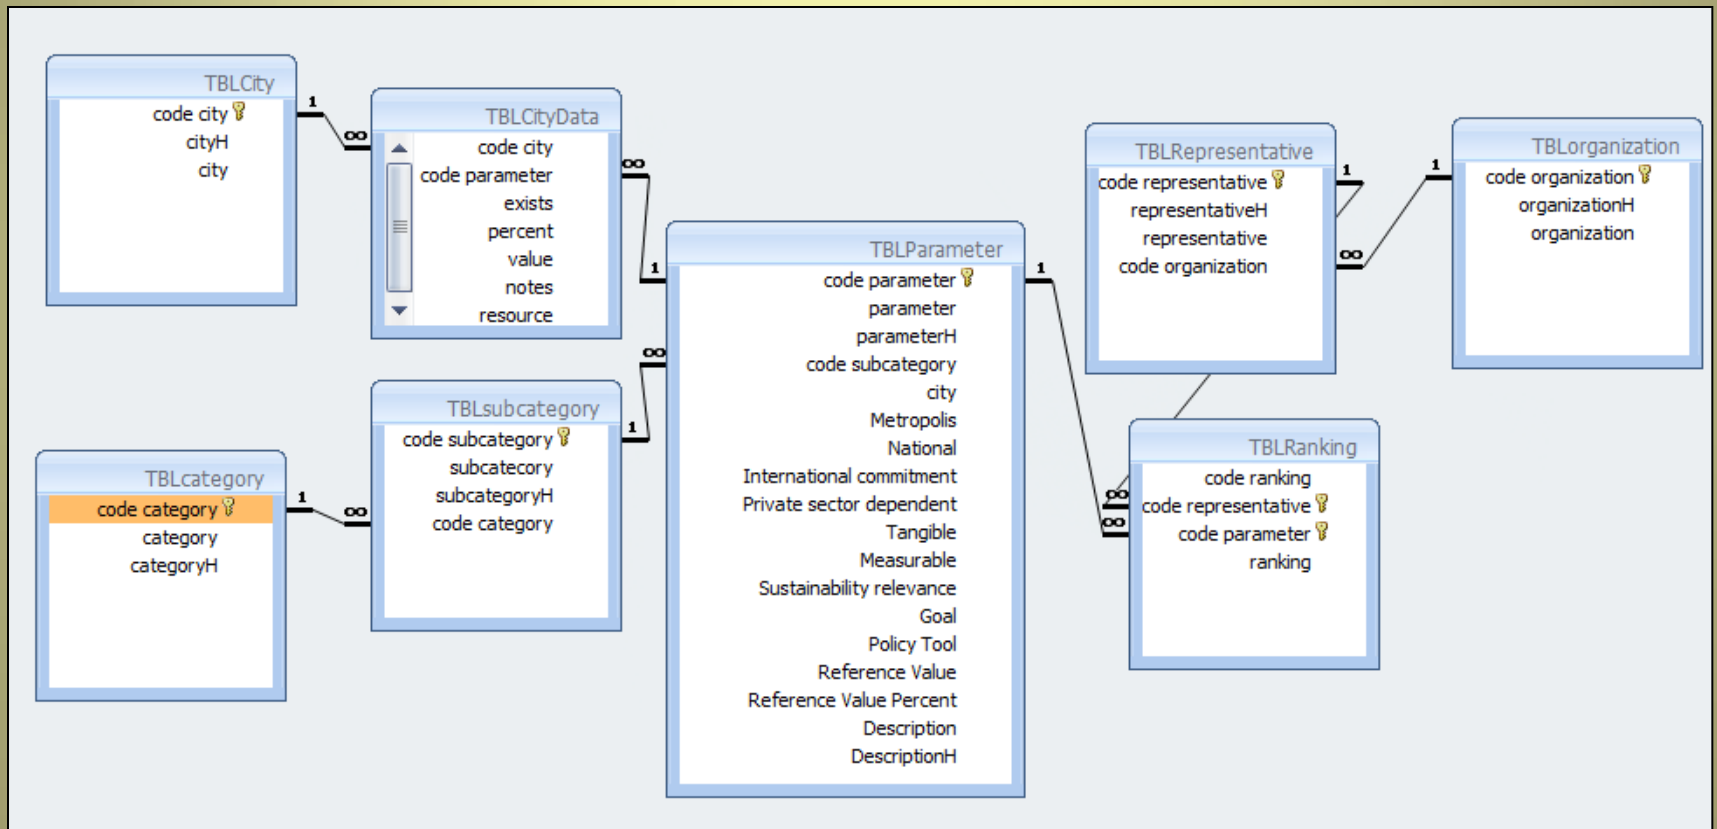 TBLCity
code city
cityH
city
1
∞
TBLCityData
code city
code parameter
exists
percent
value
notes
resource
∞
1
TBLcategory
code category
category
categoryH
1
∞
TBLsubcategory
code subcategory
subcatecory
subcategoryH
code category
1
∞
TBLParameter
code parameter
parameter
parameterH
code subcategory
city
Metropolis
National
International commitment
Private sector dependent
Tangible
Measurable
Sustainability relevance
Goal
Policy Tool
Reference Value
Reference Value Percent
Description
DescriptionH
1
TBLRepresentative
code representative
representativeH
representative
code organization
1
∞
1
TBLorganization
code organization
organizationH
organization
TBLRanking
code ranking
∞
code representative
∞
code parameter
ranking